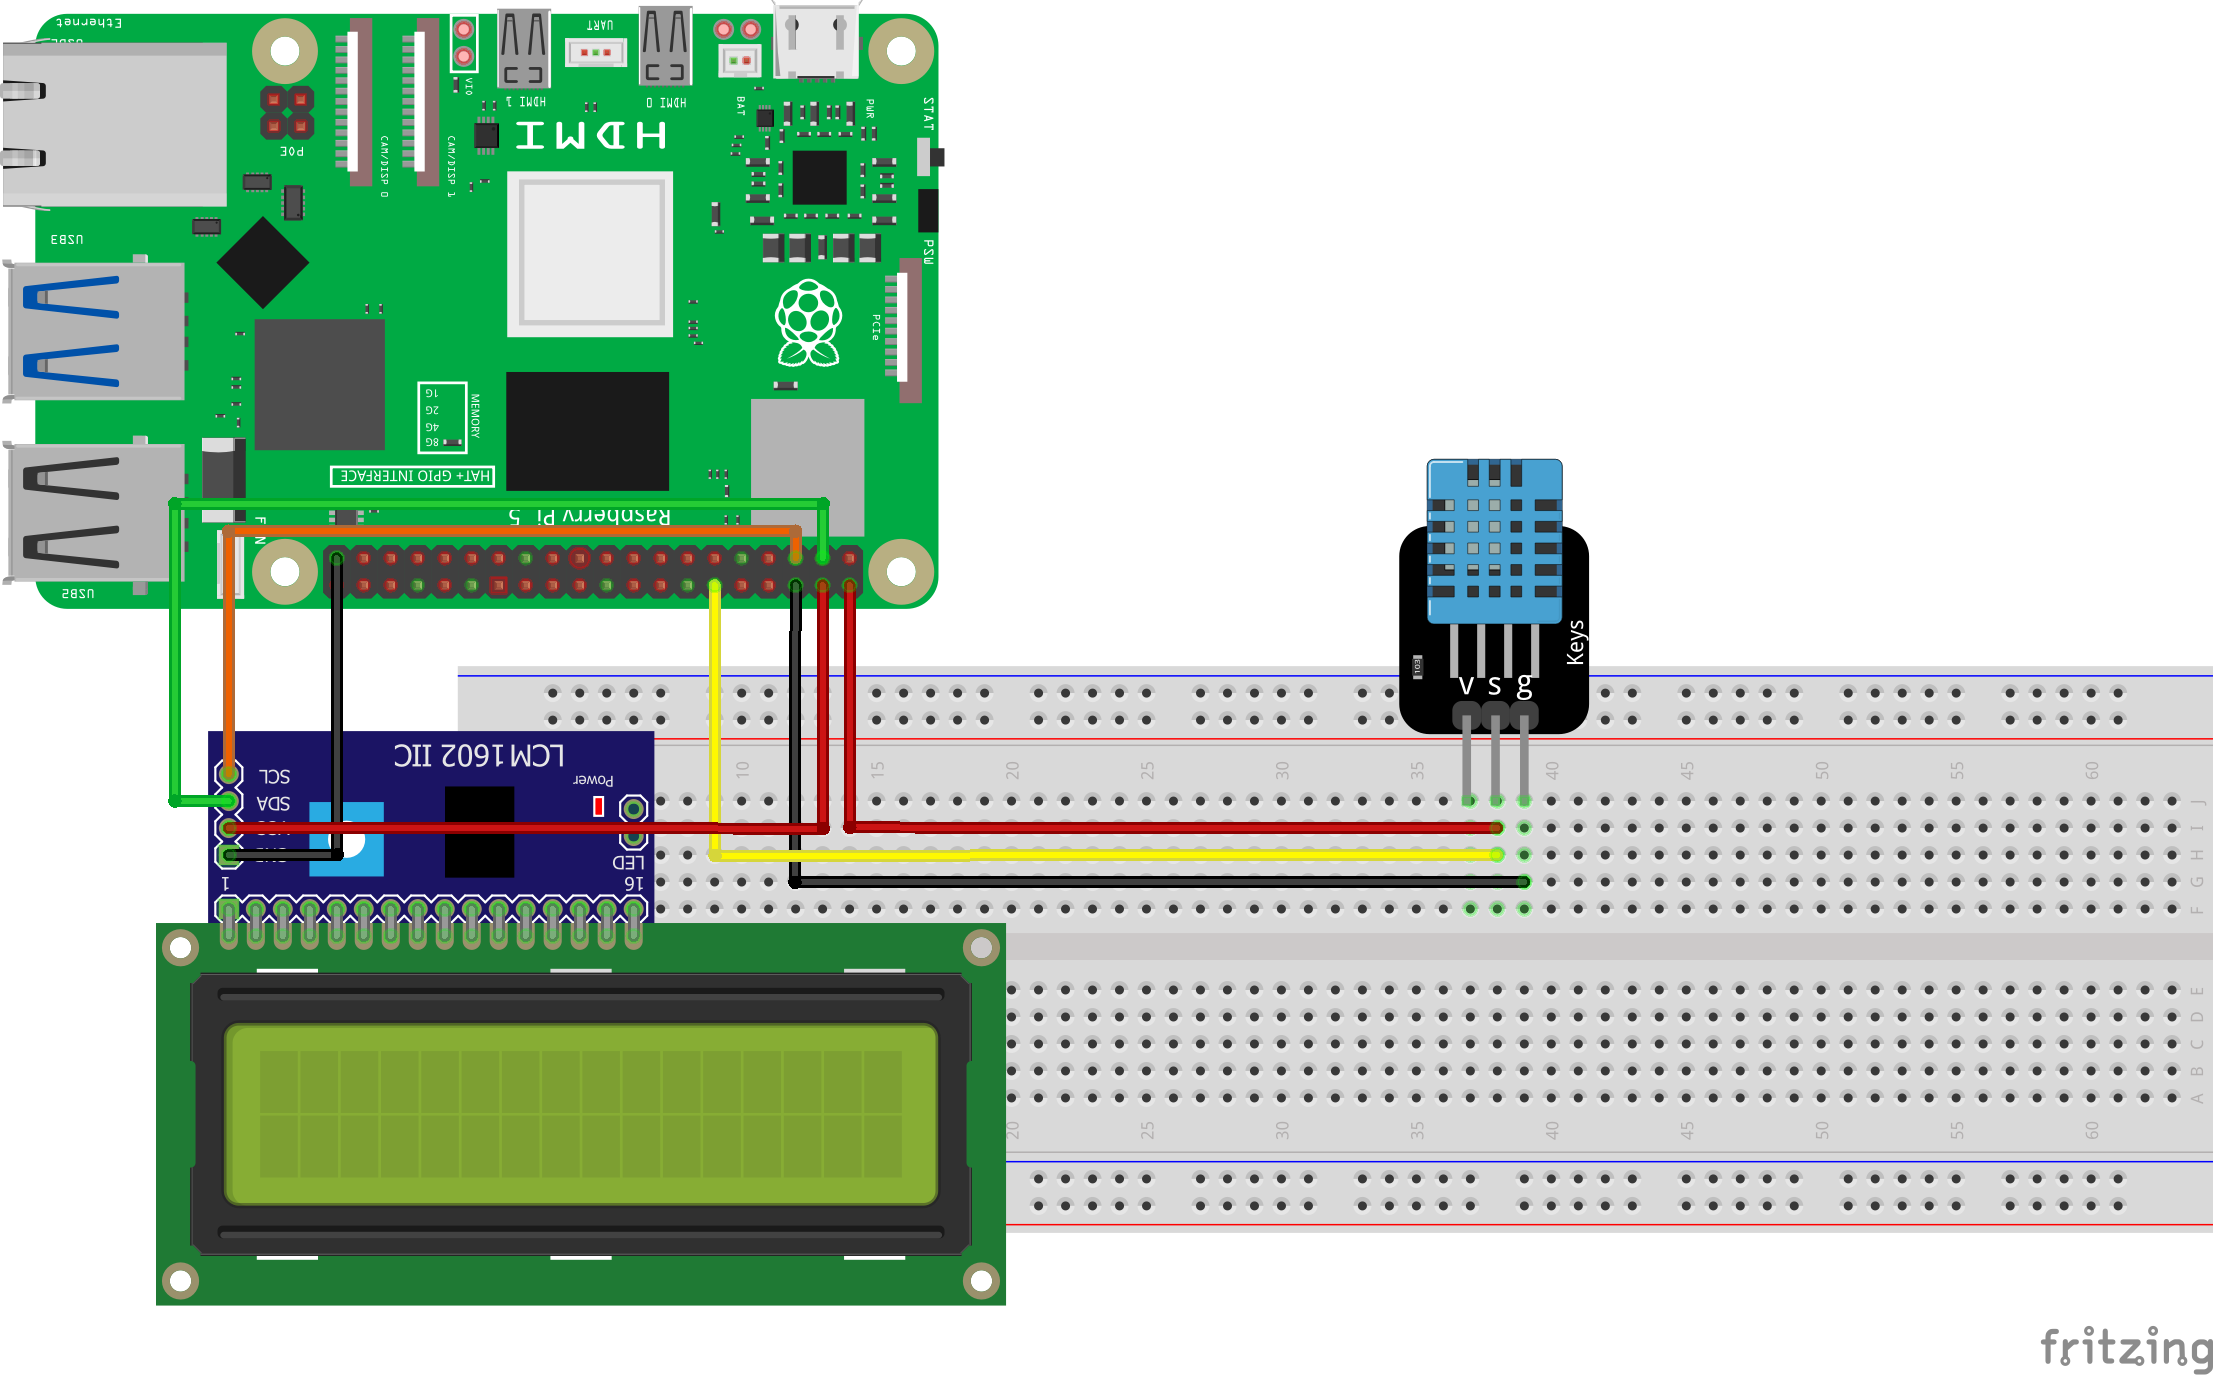 Ethernet
UART
VIO
HDMI 1
HDMI 0
HDMI
BAT
PWR
STAT
POE
CAM/DISP 0
CAM/DISP 1
USB3
PSW
PCIe
MEMORY
1G
2G
4G
8G
HAT+ GPIO INTERFACE
Raspberry Pi 5
FAN
USB2
Keys
103
v s g
LCM1602 IIC
Power
SCL
SDA
LED
1
16
10 15 20 25 30 35 40 45 50 55 60
J
I
H
G
F
E
D
C
B
A
20 25 30 35 40 45 50 55 60
fritzing